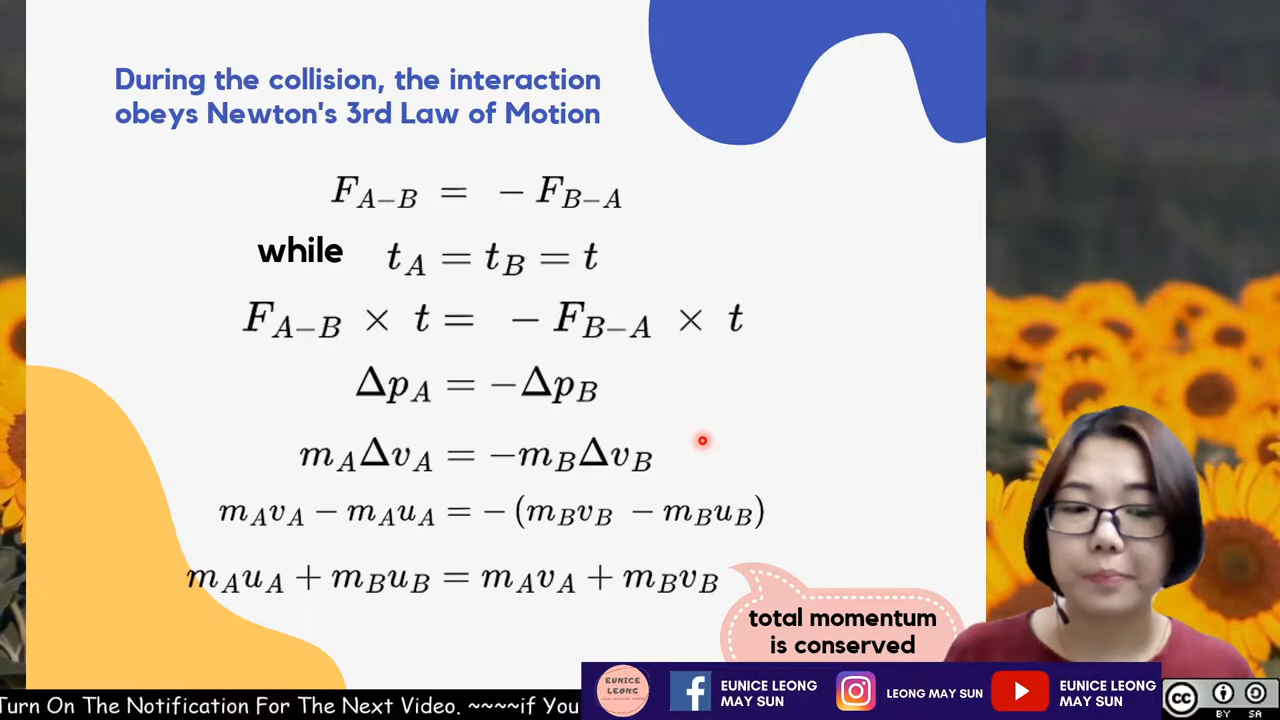 During the collision, the interaction
obeys Newton's 3rd Law of Motion
F_{A−B} = − F_{B−A}
while t_A = t_B = t
F_{A−B} × t = − F_{B−A} × t
Δp_A = −Δp_B
m_AΔv_A = −m_BΔv_B
m_Av_A − m_Au_A = − (m_Bv_B − m_Bu_B)
m_Au_A + m_Bu_B = m_Av_A + m_Bv_B
total momentum
is conserved
EUNICE
LEONG
EUNICE LEONG
MAY SUN
LEONG MAY SUN
EUNICE LEONG
MAY SUN
cc
BY SA
Turn On The Notification For The Next Video. ~~~~if You